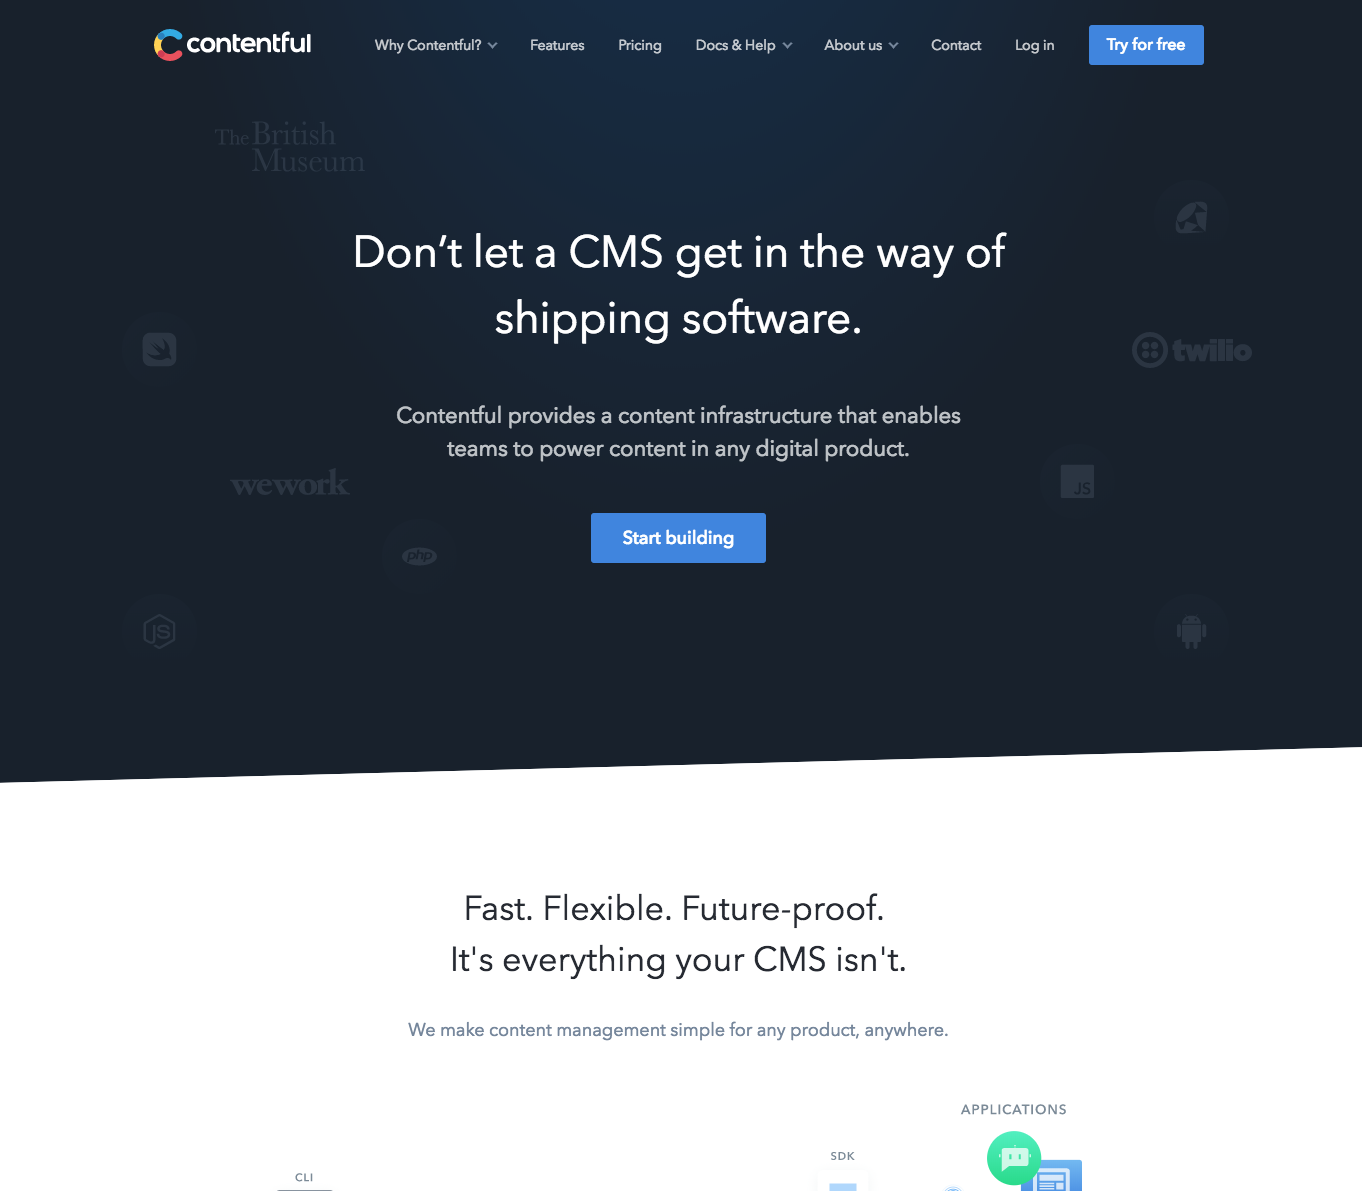 contentful
Why Contentful?
Features
Pricing
Docs & Help
About us
Contact
Log in
Try for free
The British
Museum
Don’t let a CMS get in the way of
shipping software.
twilio
Contentful provides a content infrastructure that enables
teams to power content in any digital product.
wework
JS
Start building
php
JS
Fast. Flexible. Future-proof.
It's everything your CMS isn't.
We make content management simple for any product, anywhere.
APPLICATIONS
SDK
CLI